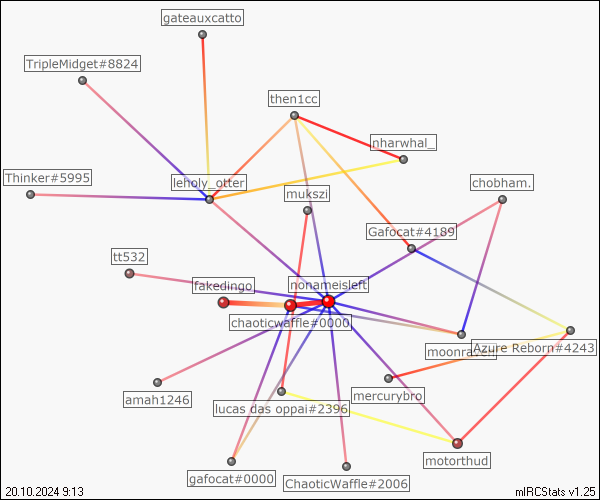 gateauxcatto
TripleMidget#8824
then1cc
nharwhal_
Thinker#5995
leholy_otter
chobham.
mukszi
Gafocat#4189
tt532
fakedingo
nonameisleft
chaoticwaffle#0000
Azure Reborn#4243
mercurybro
amah1246
lucas das oppai#2396
motorthud
gafocat#0000
ChaoticWaffle#2006
20.10.2024 9:13
mIRCStats v1.25